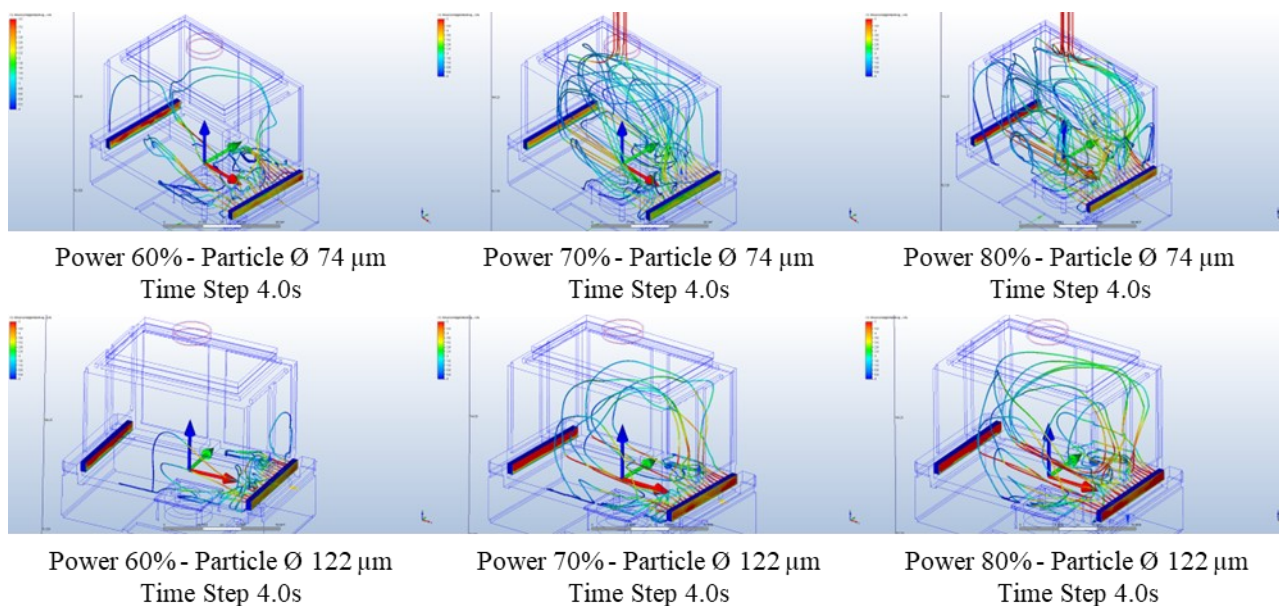 Power 60% - Particle Ø 74 μm
Time Step 4.0s
Power 70% - Particle Ø 74 μm
Time Step 4.0s
Power 80% - Particle Ø 74 μm
Time Step 4.0s
Power 60% - Particle Ø 122 μm
Time Step 4.0s
Power 70% - Particle Ø 122 μm
Time Step 4.0s
Power 80% - Particle Ø 122 μm
Time Step 4.0s